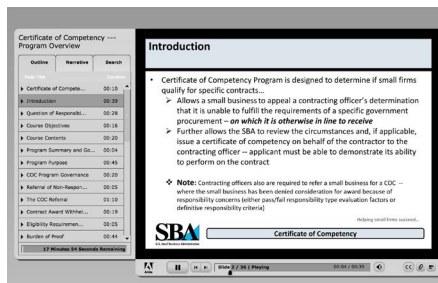 Certificate of Competency ---
Program Overview
Outline
Narrative
Search
Slide Title
Duration
Certificate of Compete... 00:10
Introduction 00:39
Question of Responsibi... 00:28
Course Objectives 00:16
Course Contents 00:20
Program Summary and Go... 00:04
Program Purpose 00:45
COC Program Governance 00:20
Referral of Non-Respon... 00:05
The COC Referral 01:10
Contract Award Withhel... 00:19
Eligibility Requiremen... 00:05
Burden of Proof 00:44
17 Minutes 54 Seconds Remaining
Introduction
• Certificate of Competency Program is designed to determine if small firms
qualify for specific contracts...
➢ Allows a small business to appeal a contracting officer's determination
that it is unable to fulfill the requirements of a specific government
procurement – on which it is otherwise in line to receive
➢ Further allows the SBA to review the circumstances and, if applicable,
issue a certificate of competency on behalf of the contractor to the
contracting officer -- applicant must be able to demonstrate its ability
to perform on the contract
❖ Note: Contracting officers also are required to refer a small business for a COC --
where the small business has been denied consideration for award because of
responsibility concerns (either pass/fail responsibility type evaluation factors or
definitive responsibility criteria)
Helping small firms succeed...
SBA
U.S. Small Business Administration
Certificate of Competency
Adobe
Slide 2 / 36 | Playing
00:04 / 00:39
CC